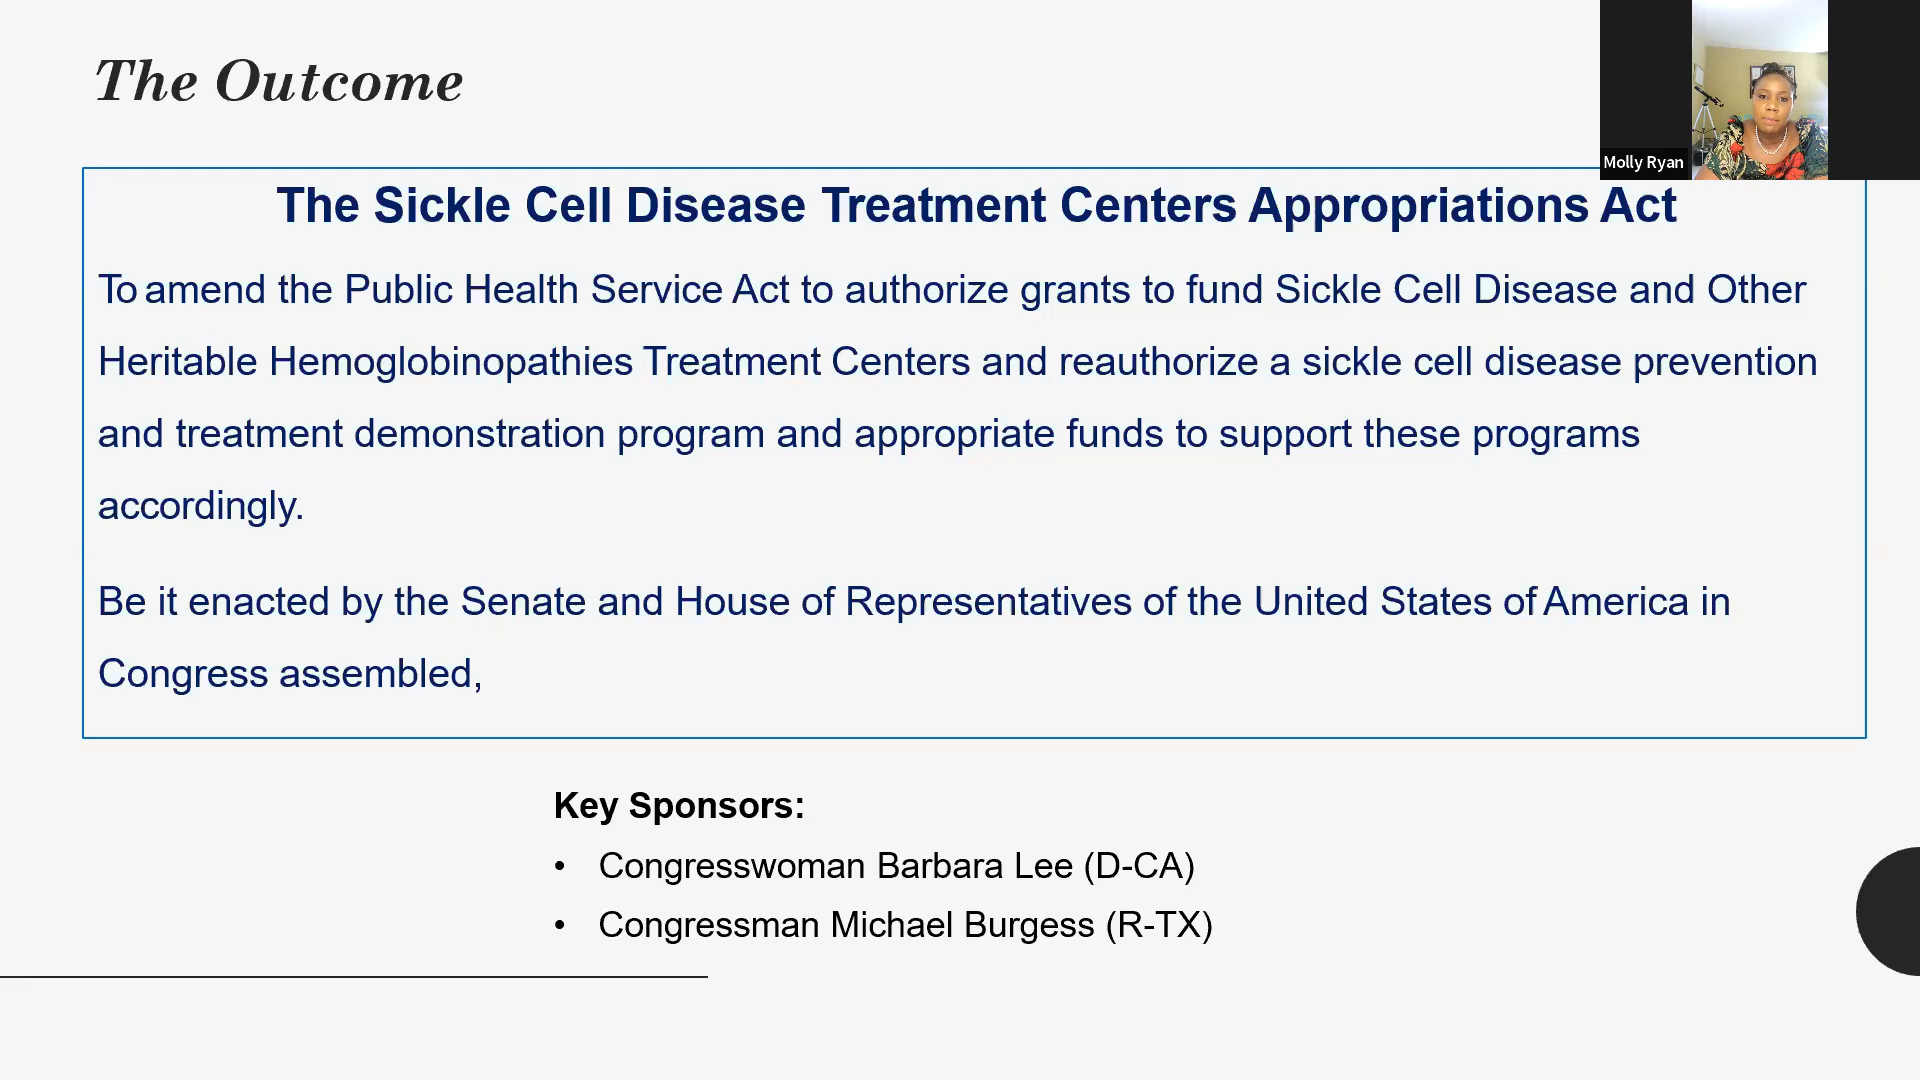 The Outcome
Molly Ryan
The Sickle Cell Disease Treatment Centers Appropriations Act
To amend the Public Health Service Act to authorize grants to fund Sickle Cell Disease and Other
Heritable Hemoglobinopathies Treatment Centers and reauthorize a sickle cell disease prevention
and treatment demonstration program and appropriate funds to support these programs
accordingly.
Be it enacted by the Senate and House of Representatives of the United States of America in
Congress assembled,
Key Sponsors:
• Congresswoman Barbara Lee (D-CA)
• Congressman Michael Burgess (R-TX)